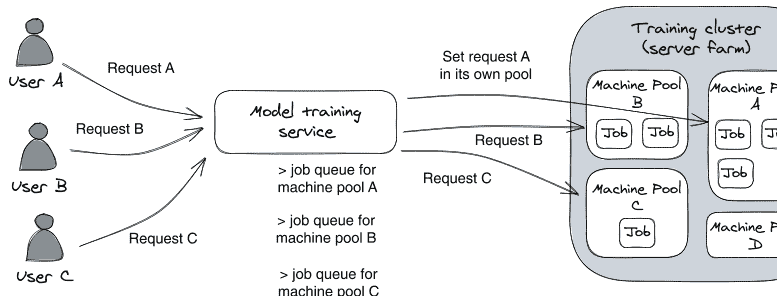 User A
User B
User C
Request A
Request B
Request C
Model training
service
> job queue for
machine pool A
> job queue for
machine pool B
> job queue for
machine pool C
Set request A
in its own pool
Request B
Request C
Training cluster
(server farm)
Machine Pool
B
Job
Job
Machine P
A
Job
J
Job
Machine Pool
C
Job
Machine P
D